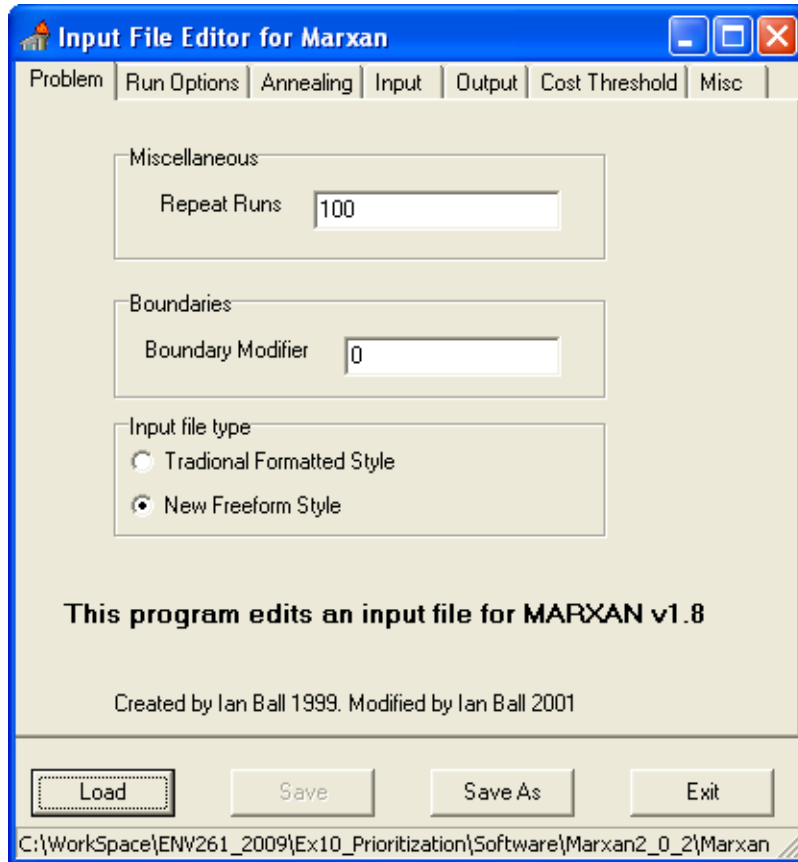 Input File Editor for Marxan
Problem Run Options Annealing Input Output Cost Threshold Misc
Miscellaneous
Repeat Runs 100
Boundaries
Boundary Modifier 0
Input file type
Tradional Formatted Style
New Freeform Style
This program edits an input file for MARXAN v1.8
Created by Ian Ball 1999. Modified by Ian Ball 2001
Load Save Save As Exit
C:\WorkSpace\ENV261_2009\Ex10_Prioritization\Software\Marxan2_0_2\Marxan